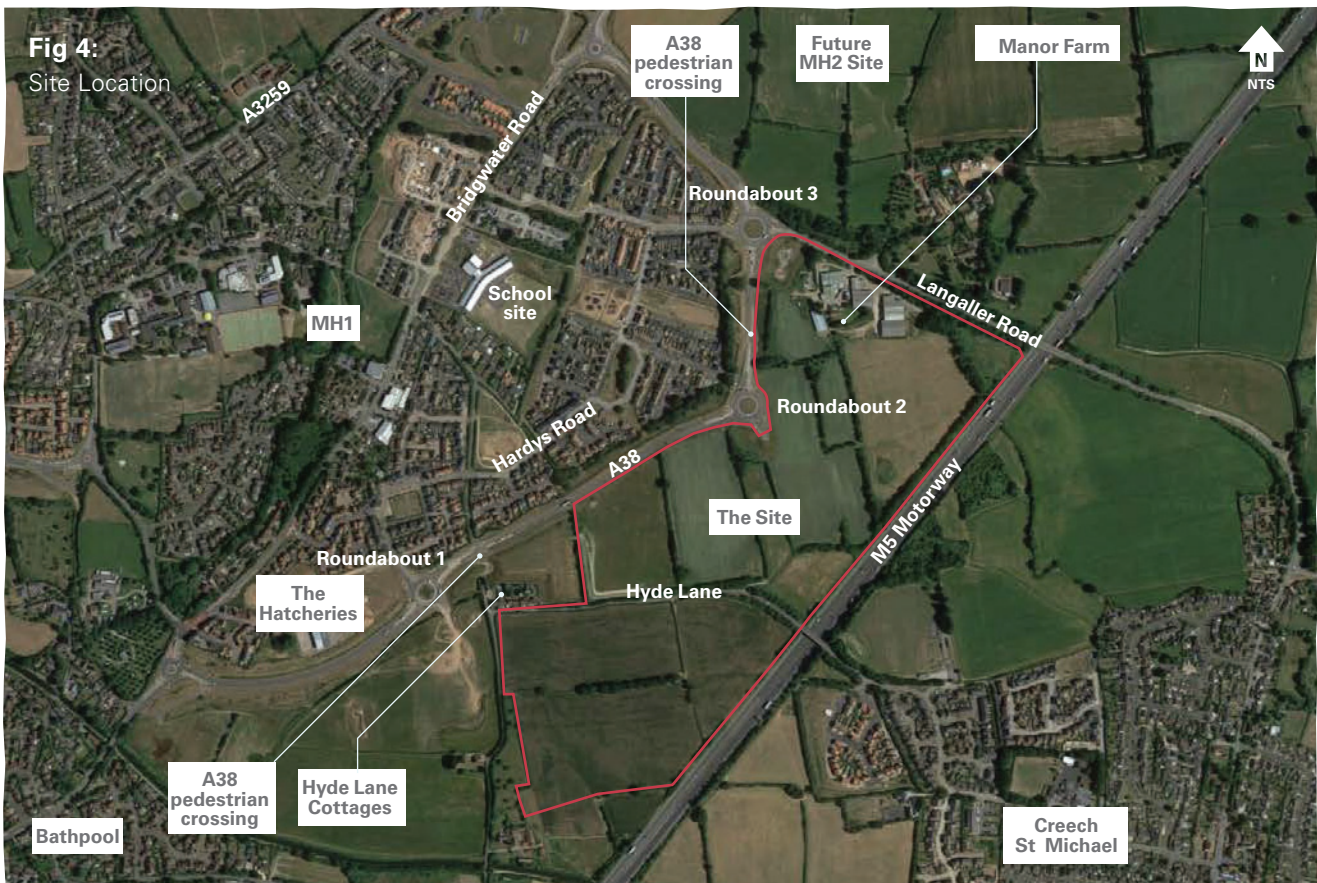 Fig 4:
Site Location
A3259
Bridgwater Road
A38
pedestrian
crossing
Future
MH2 Site
Manor Farm
N
NTS
Roundabout 3
School
site
MH1
Langaller Road
Roundabout 2
Hardys Road
A38
The Site
M5 Motorway
Roundabout 1
The
Hatcheries
Hyde Lane
A38
pedestrian
crossing
Hyde Lane
Cottages
Bathpool
Creech
St Michael